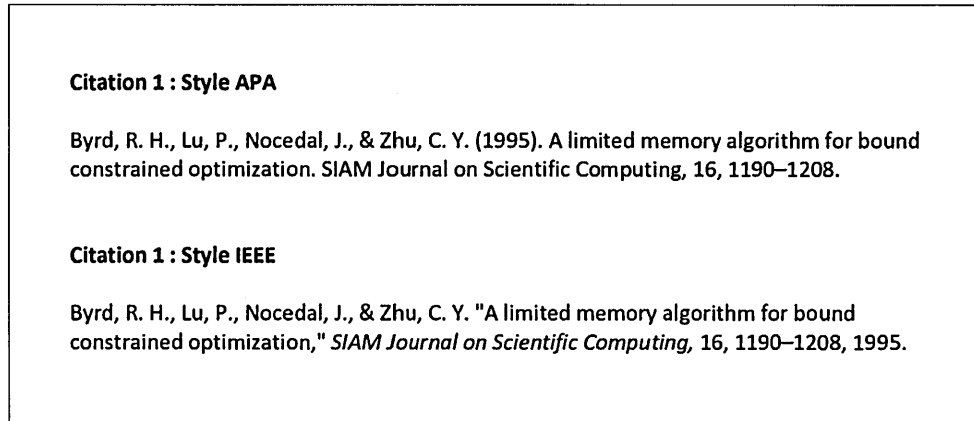 Citation 1 : Style APA
Byrd, R. H., Lu, P., Nocedal, J., & Zhu, C. Y. (1995). A limited memory algorithm for bound
constrained optimization. SIAM Journal on Scientific Computing, 16, 1190–1208.
Citation 1 : Style IEEE
Byrd, R. H., Lu, P., Nocedal, J., & Zhu, C. Y. "A limited memory algorithm for bound
constrained optimization," SIAM Journal on Scientific Computing, 16, 1190–1208, 1995.